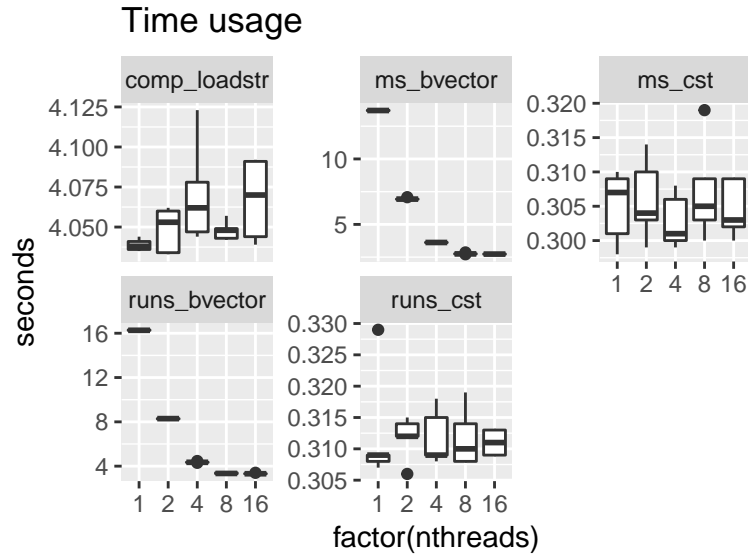 Time usage
comp_loadstr
ms_bvector
ms_cst
4.125
4.100
4.075
4.050
10
5
0.320
0.315
0.310
0.305
0.300
1 2 4 8 16
runs_bvector
runs_cst
16
12
8
4
0.330
0.325
0.320
0.315
0.310
0.305
1 2 4 8 16
1 2 4 8 16
seconds
factor(nthreads)